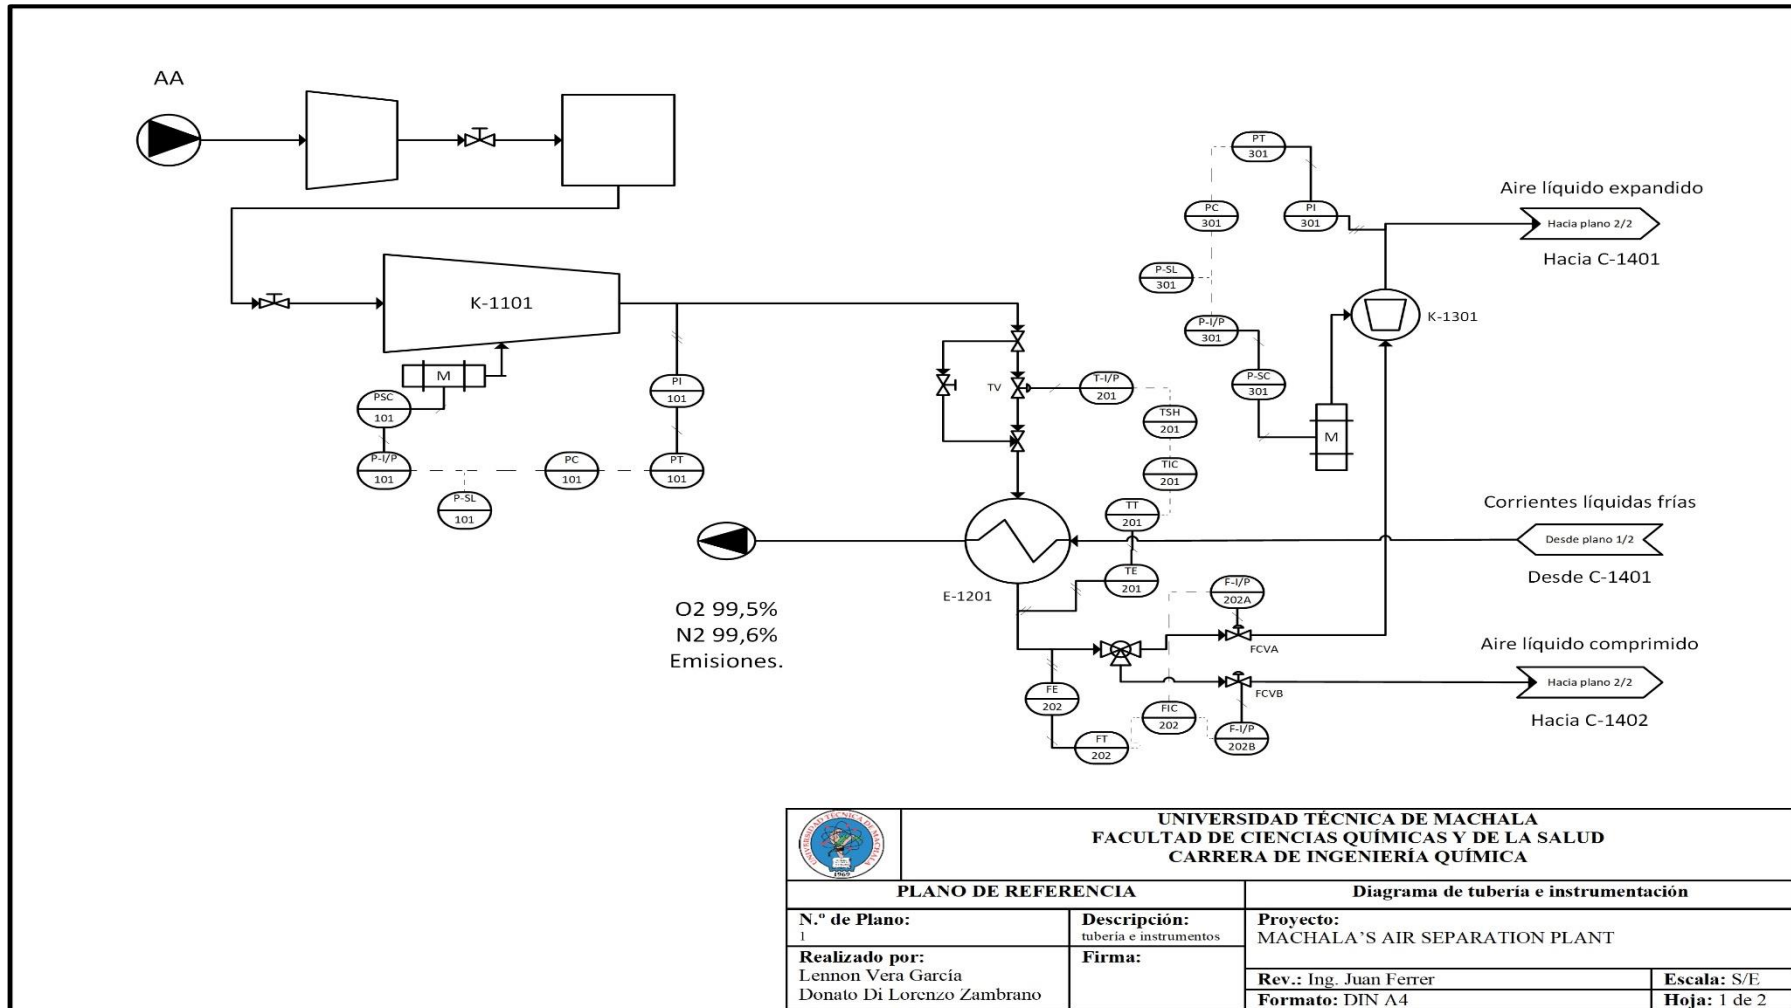 AA
K-1101
M
PSC
101
P-I/P
101
P-SL
101
PC
101
PT
101
PI
101
TV
T-I/P
201
TSH
201
TIC
201
TT
201
TE
201
E-1201
O2 99,5%
N2 99,6%
Emisiones.
PT
301
PC
301
PI
301
P-SL
301
P-I/P
301
P-SC
301
M
K-1301
Aire líquido expandido
Hacia plano 2/2
Hacia C-1401
Corrientes líquidas frías
Desde plano 1/2
Desde C-1401
F-I/P
202A
FCVA
FCVB
FE
202
FT
202
FIC
202
F-I/P
202B
Aire líquido comprimido
Hacia plano 2/2
Hacia C-1402
UNIVERSIDAD TÉCNICA DE MACHALA
FACULTAD DE CIENCIAS QUÍMICAS Y DE LA SALUD
CARRERA DE INGENIERÍA QUÍMICA
UNIVERSIDAD TÉCNICA DE MACHALA
1969
PLANO DE REFERENCIA
Diagrama de tubería e instrumentación
N.º de Plano:
1
Descripción:
tubería e instrumentos
Proyecto:
MACHALA'S AIR SEPARATION PLANT
Realizado por:
Lennon Vera García
Donato Di Lorenzo Zambrano
Firma:
Rev.: Ing. Juan Ferrer
Escala: S/E
Formato: DIN A4
Hoja: 1 de 2